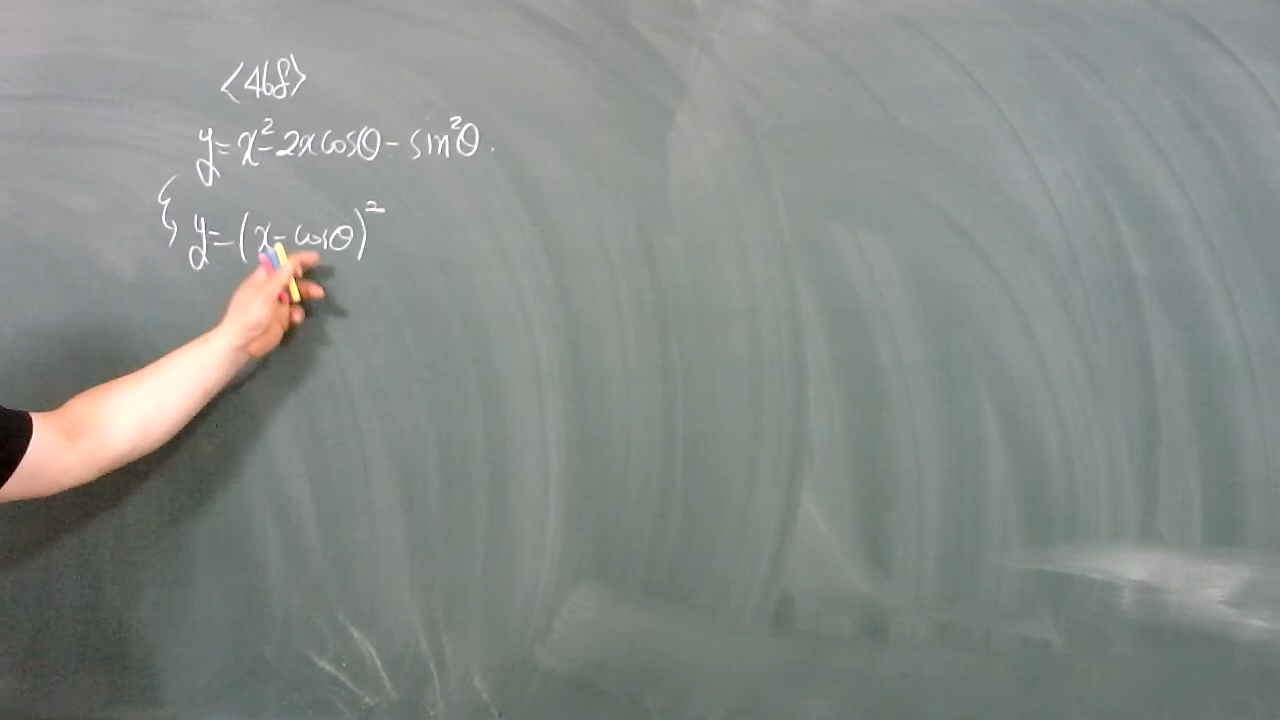 <468>
y=x²-2xcosθ-sin²θ.
y=(x-cosθ)²